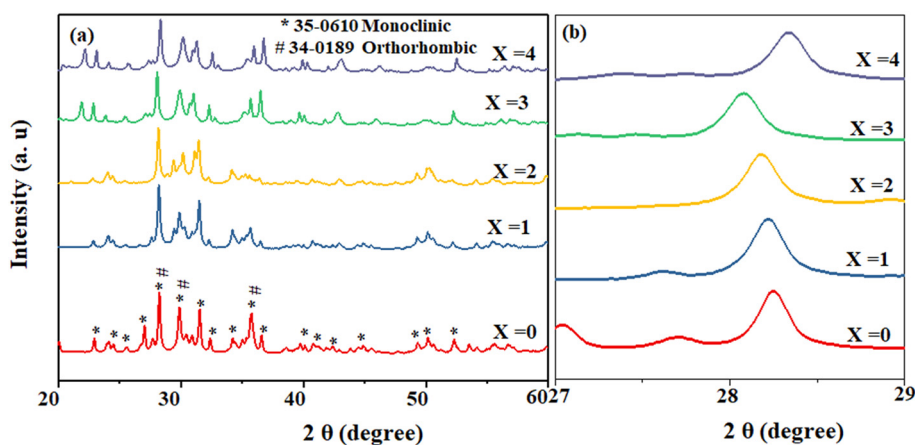 (a)
* 35-0610 Monoclinic
# 34-0189 Orthorhombic
X =4
X =3
X =2
X =1
X =0
#
#
#
* * * * * * * * * * * * * * * * *
Intensity (a. u)
20 30 40 50 60
2 θ (degree)
(b)
X =4
X =3
X =2
X =1
X =0
27 28 29
2 θ (degree)